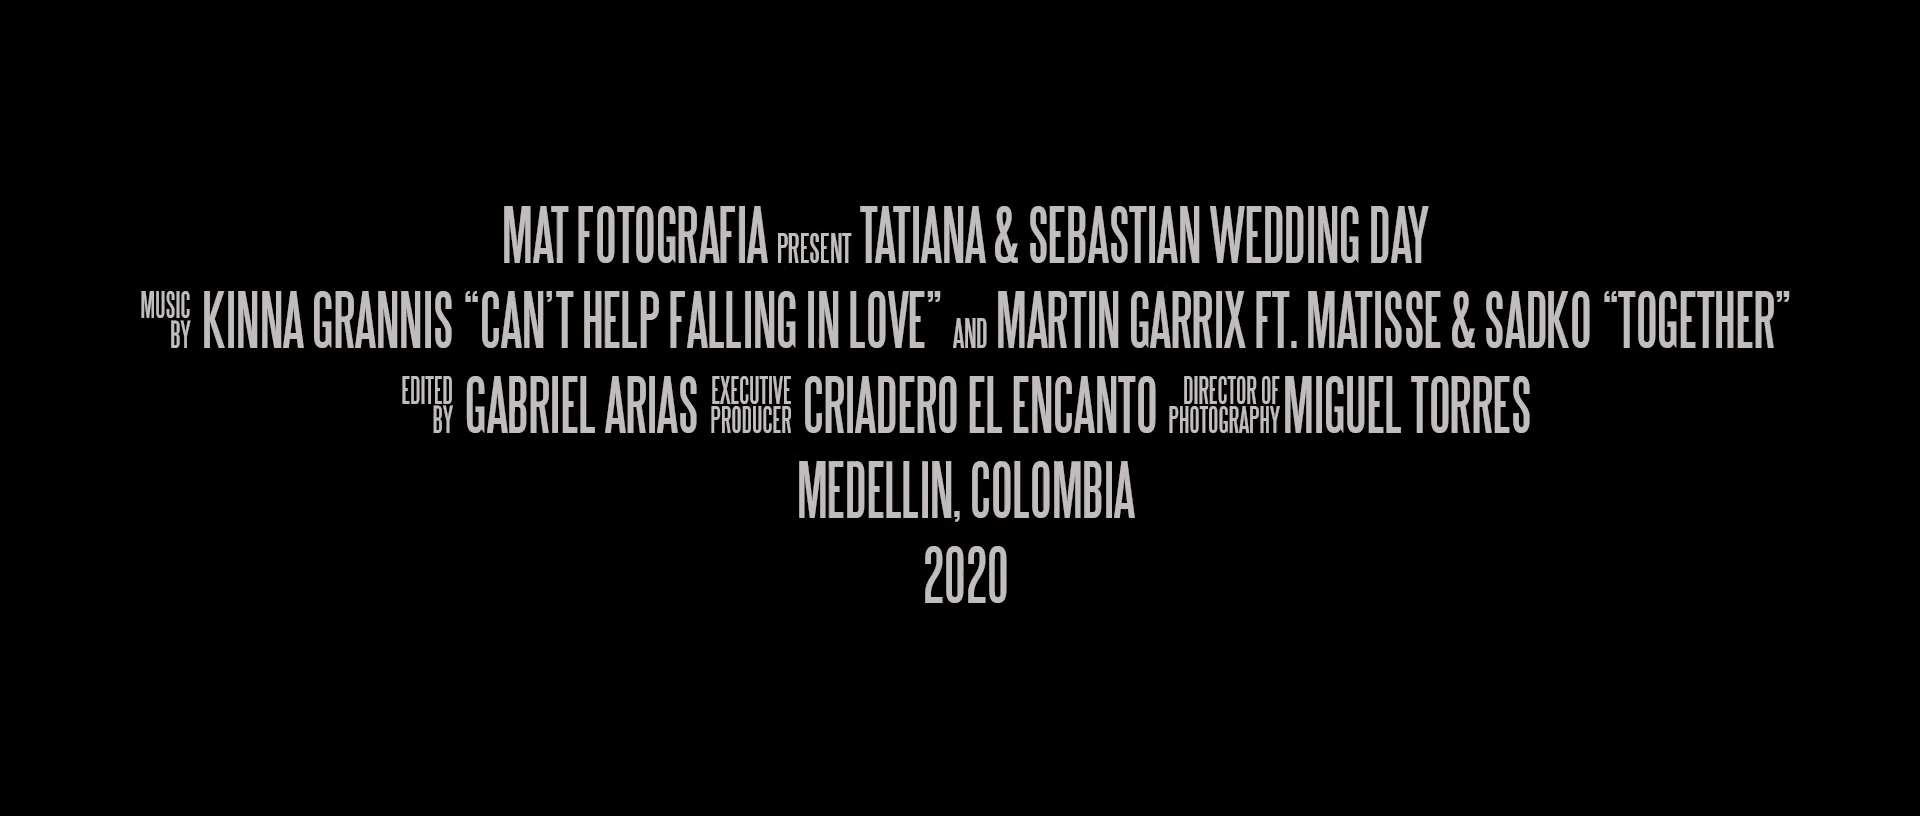 MAT FOTOGRAFIA PRESENT TATIANA & SEBASTIAN WEDDING DAY
MUSIC BY KINNA GRANNIS “CAN’T HELP FALLING IN LOVE” AND MARTIN GARRIX FT. MATISSE & SADKO “TOGETHER”
EDITED BY GABRIEL ARIAS EXECUTIVE PRODUCER CRIADERO EL ENCANTO DIRECTOR OF PHOTOGRAPHY MIGUEL TORRES
MEDELLIN, COLOMBIA
2020